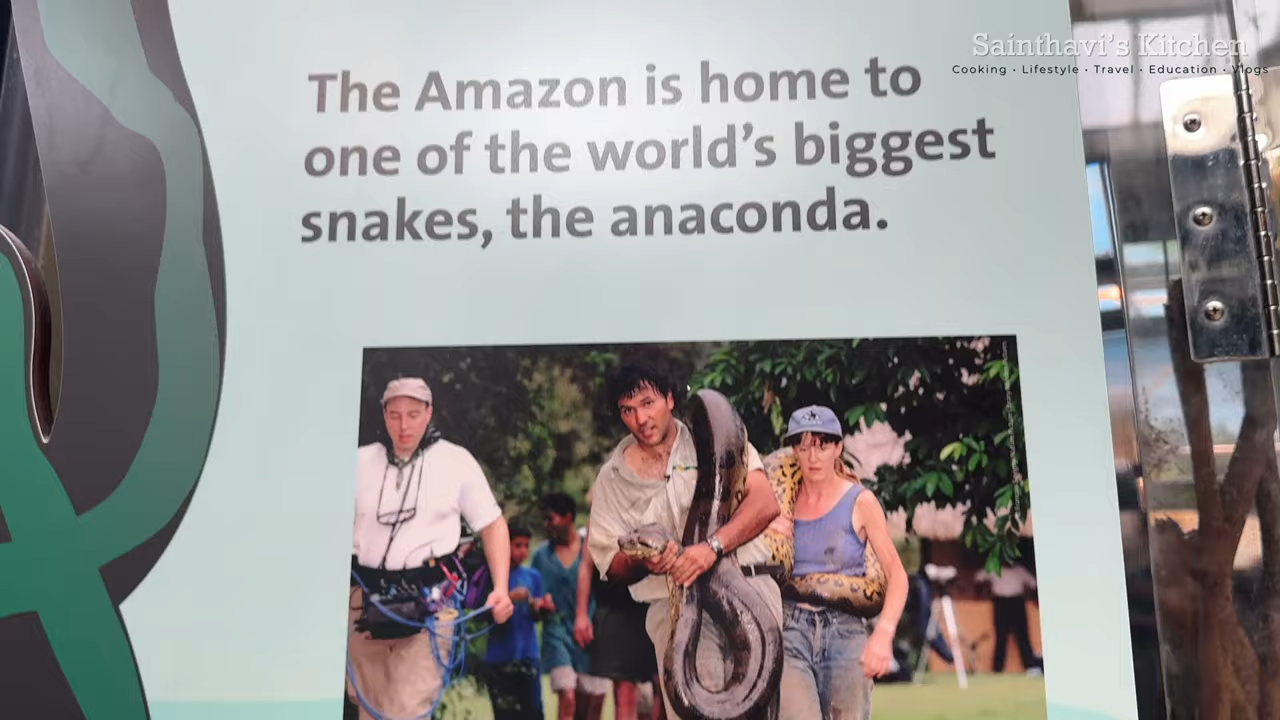 Sainthavi's Kitchen
Cooking • Lifestyle • Travel • Education • Vlogs
The Amazon is home to
one of the world's biggest
snakes, the anaconda.